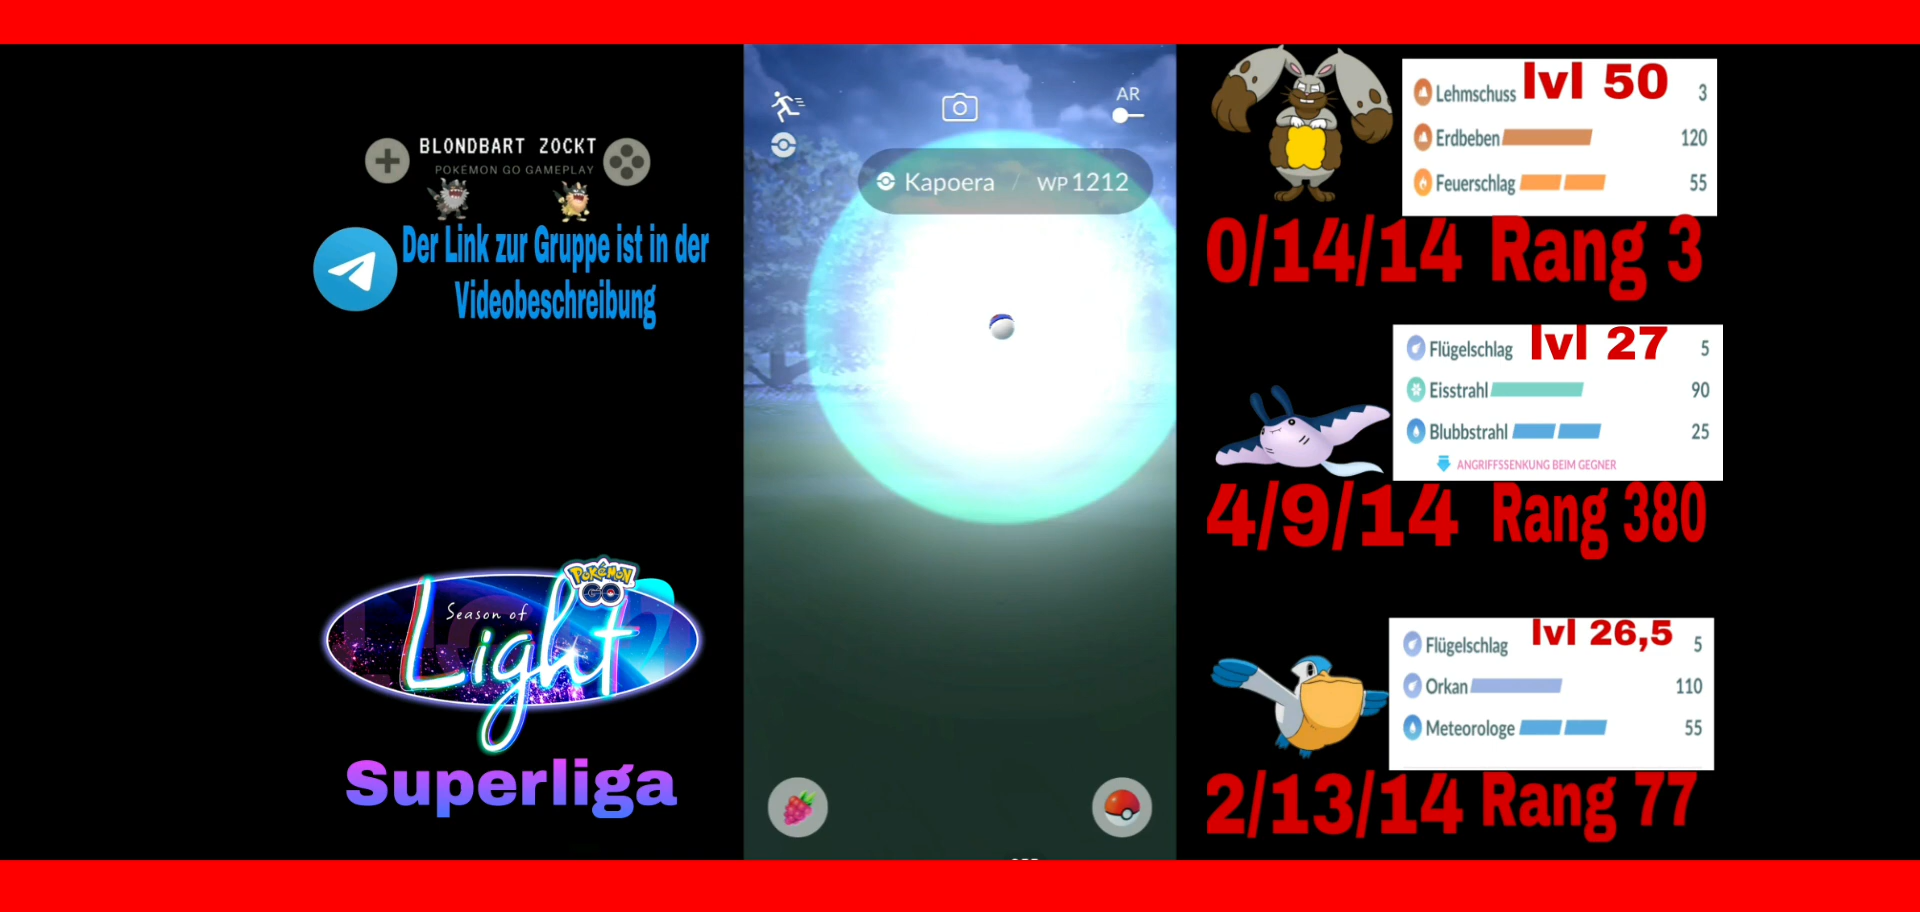 BLONDBART ZOCKT
POKÉMON GO GAMEPLAY
Der Link zur Gruppe ist in der
Videobeschreibung
POKÉMON
GO
Season of
Light
Superliga
AR
Kapoera / WP1212
Lehmschuss lvl 50 3
Erdbeben 120
Feuerschlag 55
0/14/14 Rang 3
Flügelschlag lvl 27 5
Eisstrahl 90
Blubbstrahl 25
ANGRIFFSSENKUNG BEIM GEGNER
4/9/14 Rang 380
Flügelschlag lvl 26,5 5
Orkan 110
Meteorologe 55
2/13/14 Rang 77